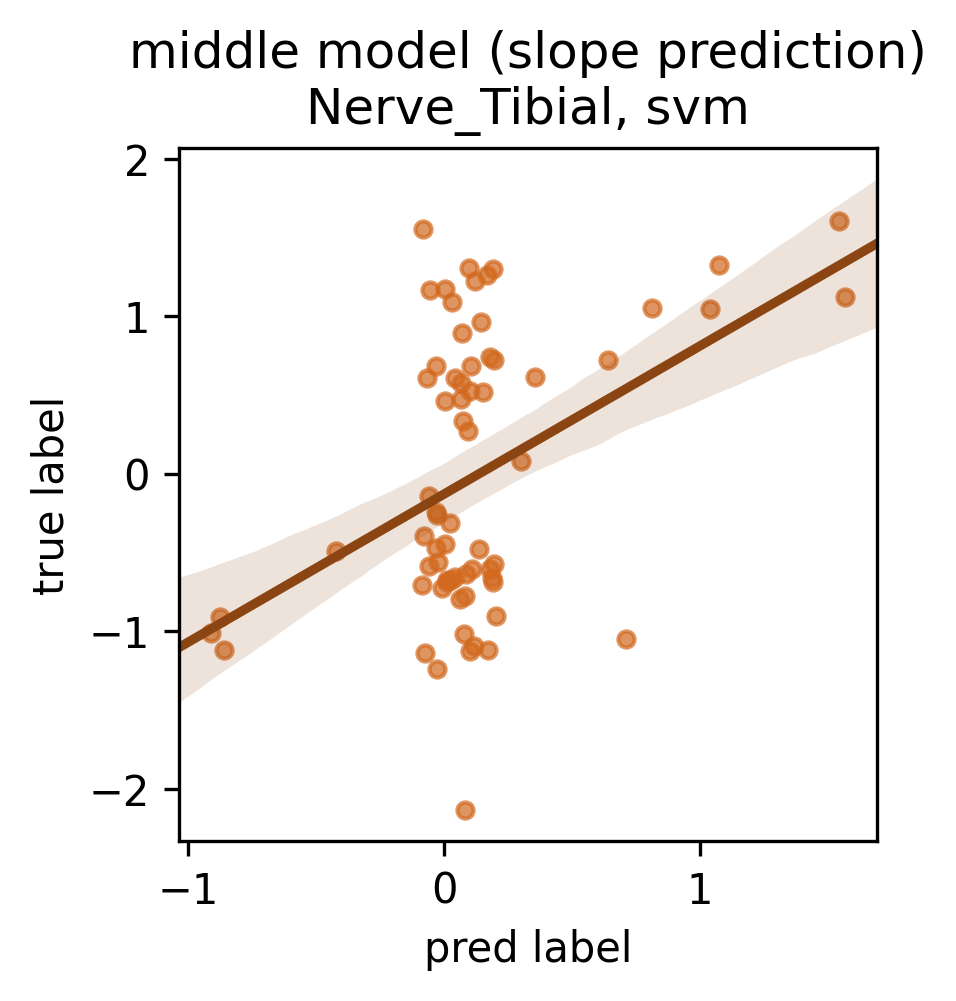 middle model (slope prediction)
Nerve_Tibial, svm
2
1
0
−1
−2
true label
−1
0
1
pred label